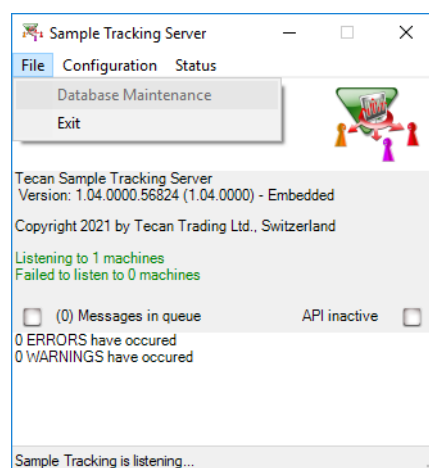 Sample Tracking Server
File Configuration Status
Database Maintenance
Exit
Tecan Sample Tracking Server
Version: 1.04.0000.56824 (1.04.0000) - Embedded
Copyright 2021 by Tecan Trading Ltd., Switzerland
Listening to 1 machines
Failed to listen to 0 machines
(0) Messages in queue API inactive
0 ERRORS have occured
0 WARNINGS have occured
Sample Tracking is listening...